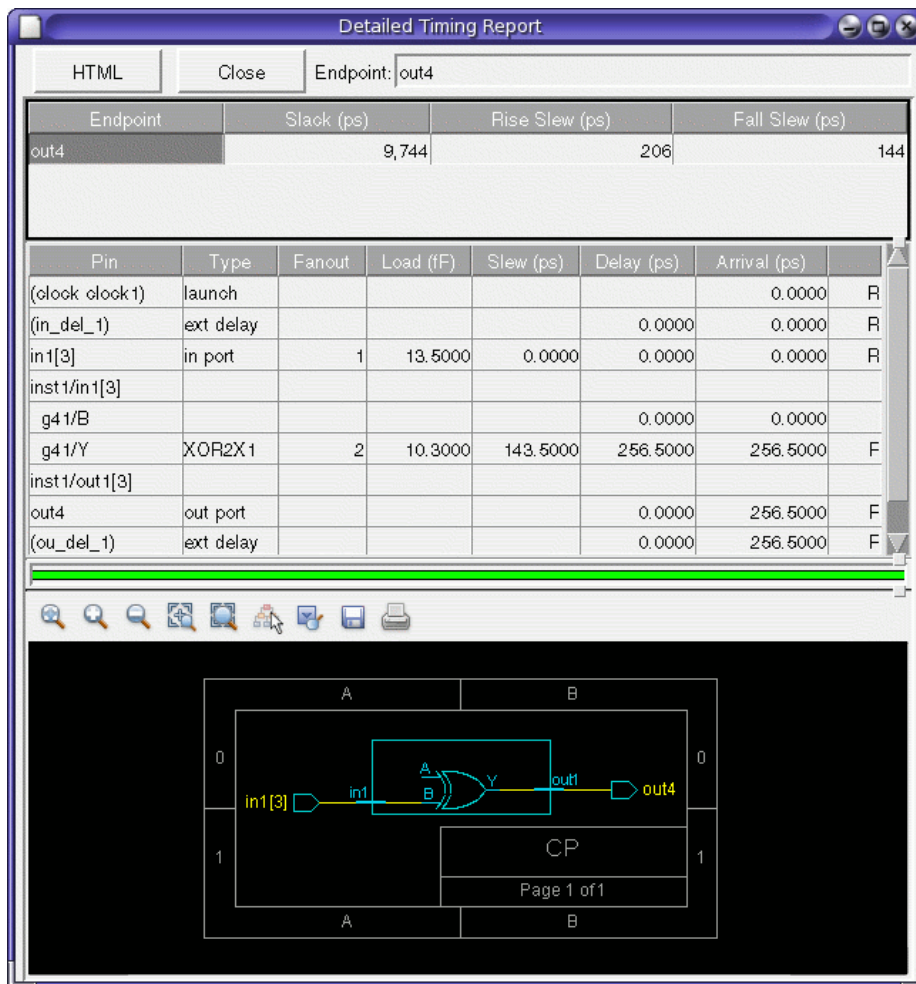 Detailed Timing Report
HTML Close Endpoint: out4
Endpoint Slack (ps) Rise Slew (ps) Fall Slew (ps)
out4 9,744 206 144
Pin Type Fanout Load (fF) Slew (ps) Delay (ps) Arrival (ps)
(clock clock1) launch 0.0000 R
(in_del_1) ext delay 0.0000 0.0000 R
in1[3] in port 1 13.5000 0.0000 0.0000 0.0000 R
inst1/in1[3]
g41/B 0.0000 0.0000
g41/Y XOR2X1 2 10.3000 143.5000 256.5000 256.5000 F
inst1/out1[3]
out4 out port 0.0000 256.5000 F
(ou_del_1) ext delay 0.0000 256.5000 F
A B
0 0
A Y out1 out4
in1[3] in1 B
CP
1 1
Page 1 of 1
A B